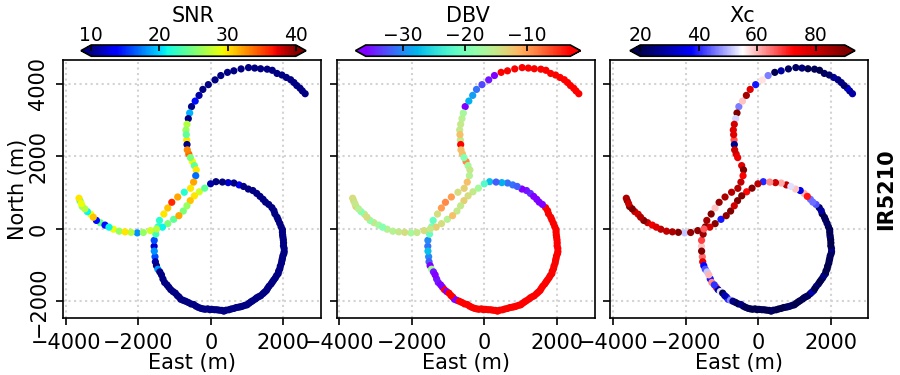 SNR DBV Xc
10 20 30 40 −30 −20 −10 20 40 60 80
4000
2000
0
−2000
North (m)
−4000 −2000 0 2000 −4000 −2000 0 2000 −4000 −2000 0 2000
East (m) East (m) East (m)
IR5210